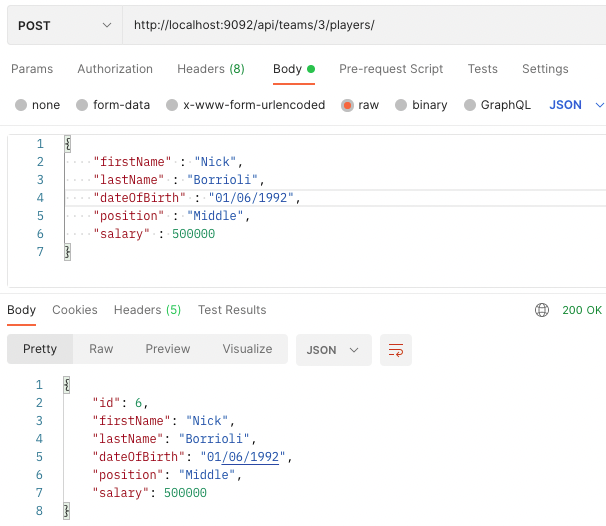 POST http://localhost:9092/api/teams/3/players/
Params Authorization Headers (8) Body Pre-request Script Tests Settings
none form-data x-www-form-urlencoded raw binary GraphQL JSON
1 {
2 "firstName" : "Nick",
3 "lastName" : "Borrioli",
4 "dateOfBirth" : "01/06/1992",
5 "position" : "Middle",
6 "salary" : 500000
7 }
Body Cookies Headers (5) Test Results 200 OK
Pretty Raw Preview Visualize JSON
1 {
2 "id": 6,
3 "firstName": "Nick",
4 "lastName": "Borrioli",
5 "dateOfBirth": "01/06/1992",
6 "position": "Middle",
7 "salary": 500000
8 }